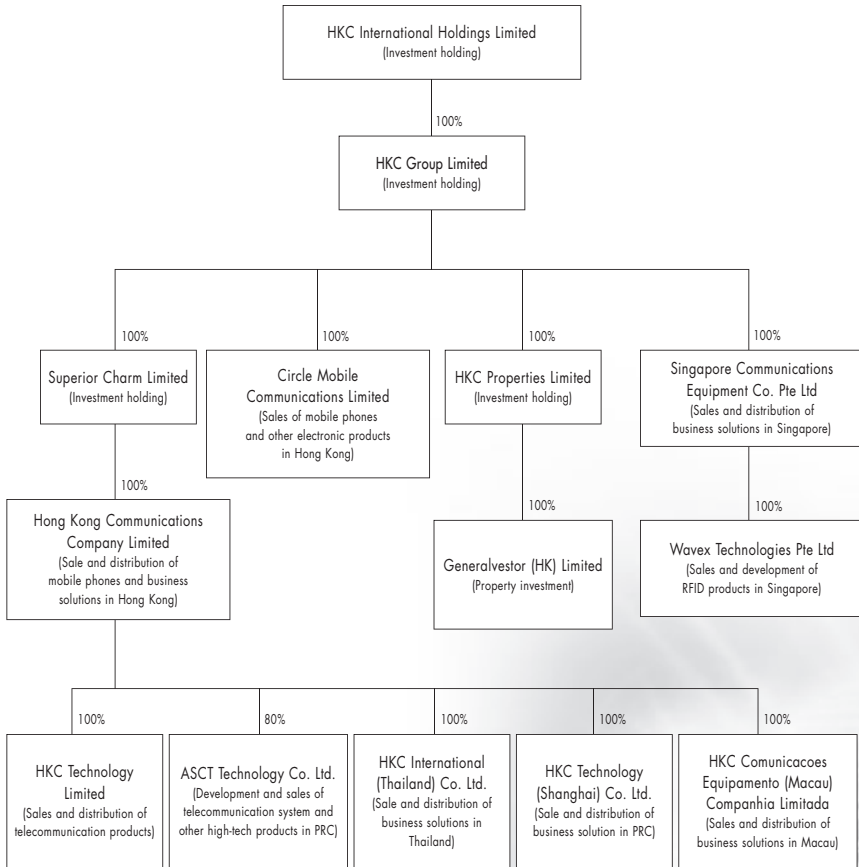 HKC International Holdings Limited
(Investment holding)
100%
HKC Group Limited
(Investment holding)
100%
Superior Charm Limited
(Investment holding)
100%
Circle Mobile
Communications Limited
(Sales of mobile phones
and other electronic products
in Hong Kong)
100%
HKC Properties Limited
(Investment holding)
100%
Singapore Communications
Equipment Co. Pte Ltd
(Sales and distribution of
business solutions in Singapore)
100%
Hong Kong Communications
Company Limited
(Sale and distribution of
mobile phones and business
solutions in Hong Kong)
100%
Generalvestor (HK) Limited
(Property investment)
100%
Wavex Technologies Pte Ltd
(Sales and development of
RFID products in Singapore)
100%
HKC Technology
Limited
(Sales and distribution of
telecommunication products)
80%
ASCT Technology Co. Ltd.
(Development and sales of
telecommunication system and
other high-tech products in PRC)
100%
HKC International
(Thailand) Co. Ltd.
(Sale and distribution of
business solutions in
Thailand)
100%
HKC Technology
(Shanghai) Co. Ltd.
(Sale and distribution of
business solution in PRC)
100%
HKC Comunicacoes
Equipamento (Macau)
Companhia Limitada
(Sales and distribution of
business solutions in Macau)